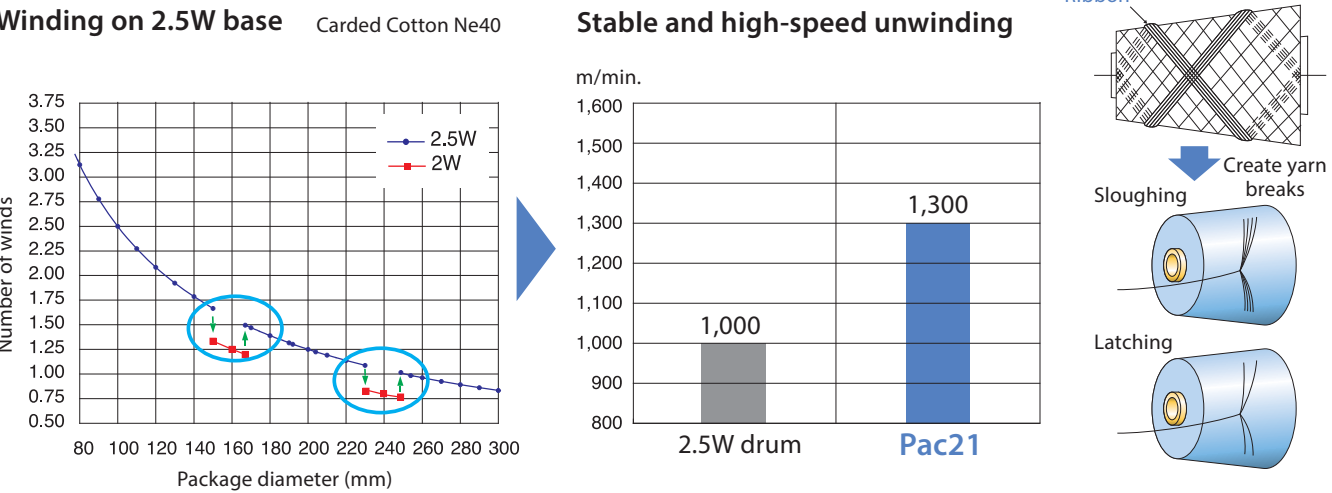 Winding on 2.5W base
Carded Cotton Ne40
Number of winds
3.75
3.50
3.25
3.00
2.75
2.50
2.25
2.00
1.75
1.50
1.25
1.00
0.75
0.50
2.5W
2W
80 100 120 140 160 180 200 220 240 260 280 300
Package diameter (mm)
Stable and high-speed unwinding
m/min.
1,600
1,500
1,400
1,300
1,200
1,100
1,000
900
800
1,000
1,300
2.5W drum
Pac21
Ribbon
Create yarn
breaks
Sloughing
Latching